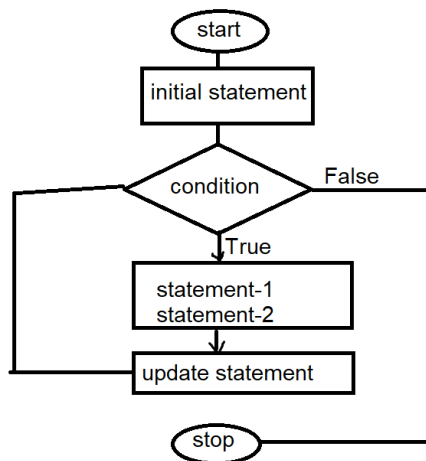 start
initial statement
condition
False
True
statement-1
statement-2
update statement
stop